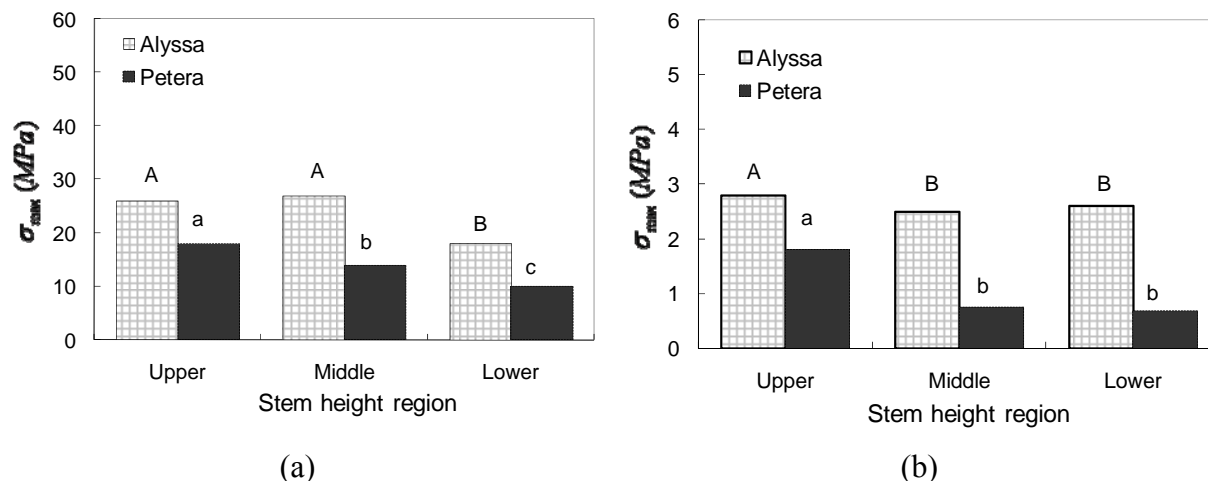 60
50
40
30
20
10
0
σmax (MPa)
Alyssa
Petera
A
a
A
b
B
c
Upper Middle Lower
Stem height region
(a)
6
5
4
3
2
1
0
σmax (MPa)
Alyssa
Petera
A
a
B
b
B
b
Upper Middle Lower
Stem height region
(b)